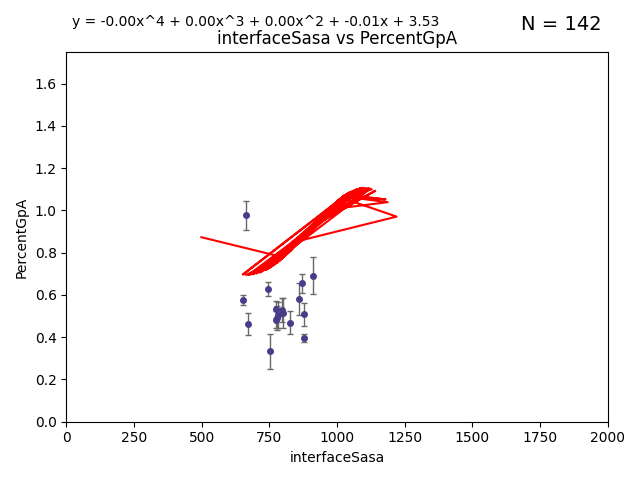 y = -0.00x^4 + 0.00x^3 + 0.00x^2 + -0.01x + 3.53
N = 142
interfaceSasa vs PercentGpA
1.6
1.4
1.2
1.0
0.8
0.6
0.4
0.2
0.0
PercentGpA
0 250 500 750 1000 1250 1500 1750 2000
interfaceSasa